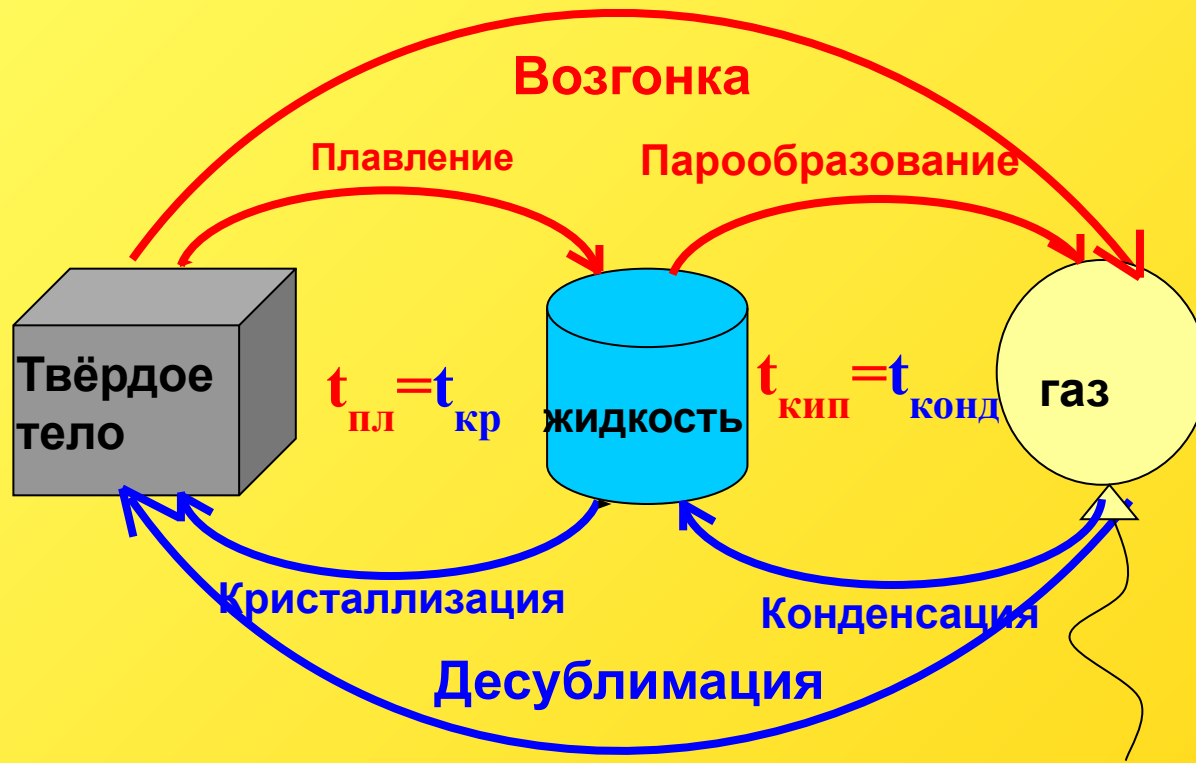 Возгонка
Плавление
Парообразование
Твёрдое
тело
tпл=tкр
жидкость
tкип=tконд
газ
Кристаллизация
Конденсация
Десублимация